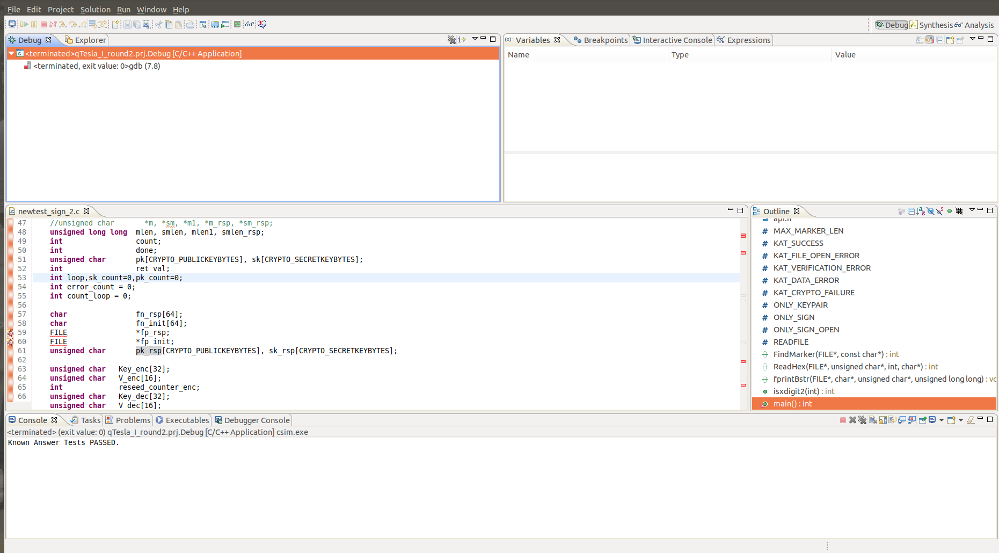 File Edit Project Solution Run Window Help
Debug Synthesis Analysis
Debug Explorer
<terminated>qTesla_I_round2.prj.Debug [C/C++ Application]
<terminated, exit value: 0>gdb (7.8)
(x)= Variables Breakpoints Interactive Console Expressions
Name Type Value
newtest_sign_2.c
47 //unsigned char *m, *sm, *m1, *m_rsp, *sm_rsp;
48 unsigned long long mlen, smlen, mlen1, smlen_rsp;
49 int count;
50 int done;
51 unsigned char pk[CRYPTO_PUBLICKEYBYTES], sk[CRYPTO_SECRETKEYBYTES];
52 int ret_val;
53 int loop,sk_count=0,pk_count=0;
54 int error_count = 0;
55 int count_loop = 0;
56
57 char fn_rsp[64];
58 char fn_init[64];
59 FILE *fp_rsp;
60 FILE *fp_init;
61 unsigned char pk_rsp[CRYPTO_PUBLICKEYBYTES], sk_rsp[CRYPTO_SECRETKEYBYTES];
62
63 unsigned char Key_enc[32];
64 unsigned char V_enc[16];
65 int reseed_counter_enc;
66 unsigned char Key_dec[32];
unsigned char V_dec[16];
Outline
api.h
# MAX_MARKER_LEN
# KAT_SUCCESS
# KAT_FILE_OPEN_ERROR
# KAT_VERIFICATION_ERROR
# KAT_DATA_ERROR
# KAT_CRYPTO_FAILURE
# ONLY_KEYPAIR
# ONLY_SIGN
# ONLY_SIGN_OPEN
# READFILE
FindMarker(FILE*, const char*) : int
ReadHex(FILE*, unsigned char*, int, char*) : int
fprintBstr(FILE*, char*, unsigned char*, unsigned long long) : vo
isxdigit2(int) : int
main() : int
Console Tasks Problems Executables Debugger Console
<terminated> (exit value: 0) qTesla_I_round2.prj.Debug [C/C++ Application] csim.exe
Known Answer Tests PASSED.